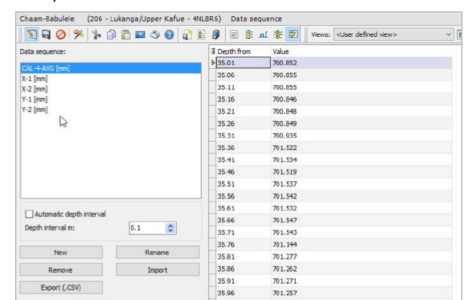 Chaam-Babulele (206 - Lukanga/Upper Kafue - 4NL8R6) Data sequence
Views: <User defined view>
Data sequence:
CAL-4-AVG [mm]
X-1 [mm]
X-2 [mm]
Y-1 [mm]
Y-2 [mm]
Automatic depth interval
Depth interval m: 0.1
New Rename
Remove Import
Export (.CSV)
Depth from Value
35.01 700.852
35.06 700.855
35.11 700.855
35.16 700.846
35.21 700.848
35.26 700.849
35.31 700.935
35.36 701.522
35.41 701.534
35.46 701.519
35.51 701.537
35.56 701.542
35.61 701.532
35.66 701.547
35.71 701.543
35.76 701.144
35.81 701.277
35.86 701.262
35.91 701.271
35.96 701.257